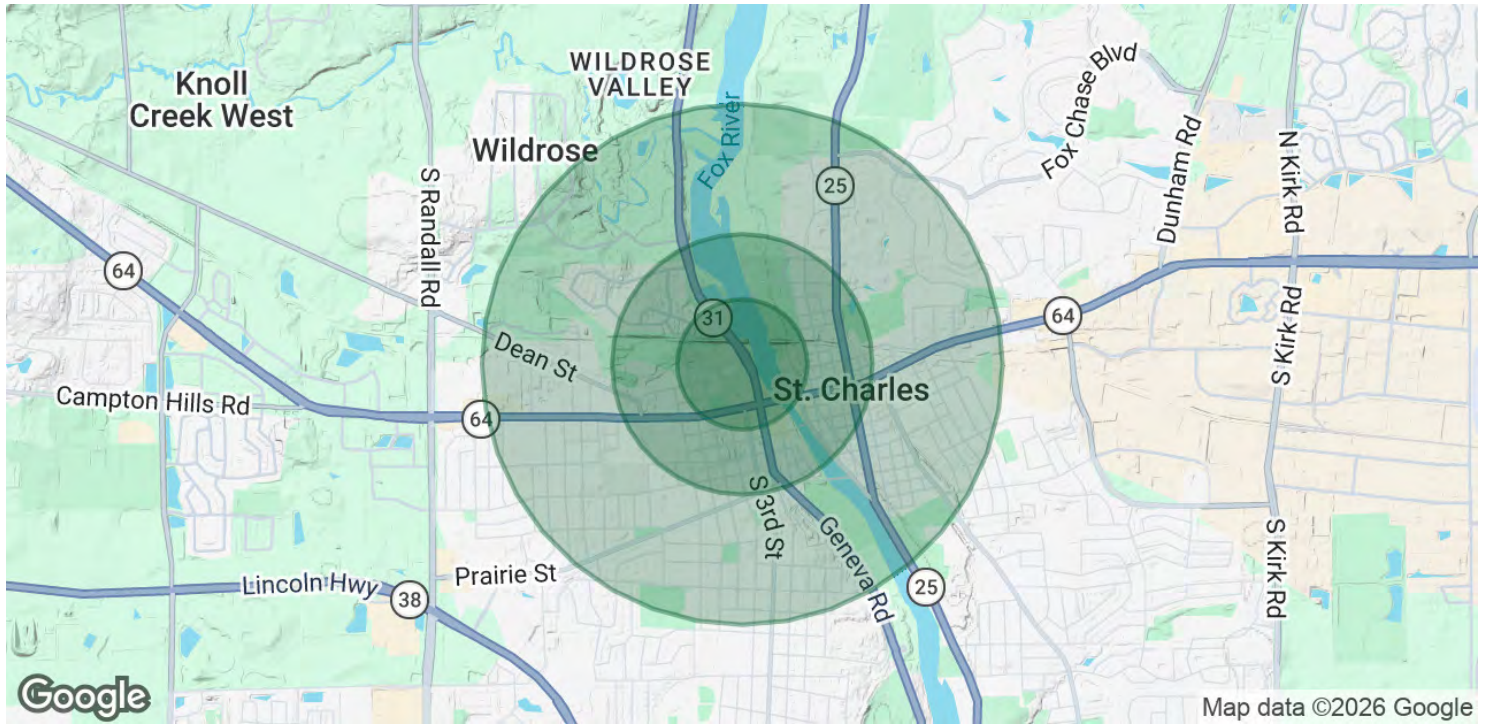 Knoll
Creek West
WILDROSE
VALLEY
Wildrose
Fox River
Fox Chase Blvd
Dunham Rd
N Kirk Rd
S Randall Rd
25
64
31
64
Dean St
S Kirk Rd
St. Charles
Campton Hills Rd
64
S 3rd St
Geneva Rd
S Kirk Rd
Lincoln Hwy
38
Prairie St
25
Google
Map data ©2026 Google